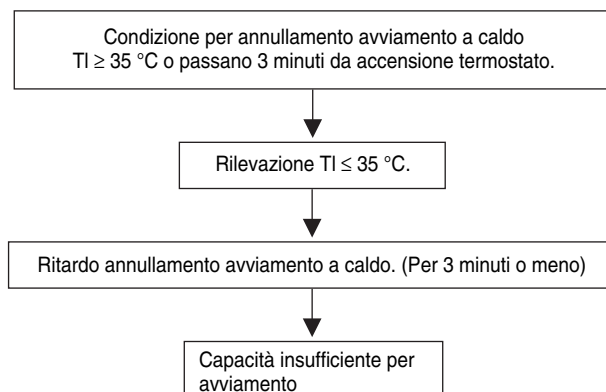 Condizione per annullamento avviamento a caldo
TI ≥ 35 °C o passano 3 minuti da accensione termostato.
Rilevazione TI ≤ 35 °C.
Ritardo annullamento avviamento a caldo. (Per 3 minuti o meno)
Capacità insufficiente per
avviamento